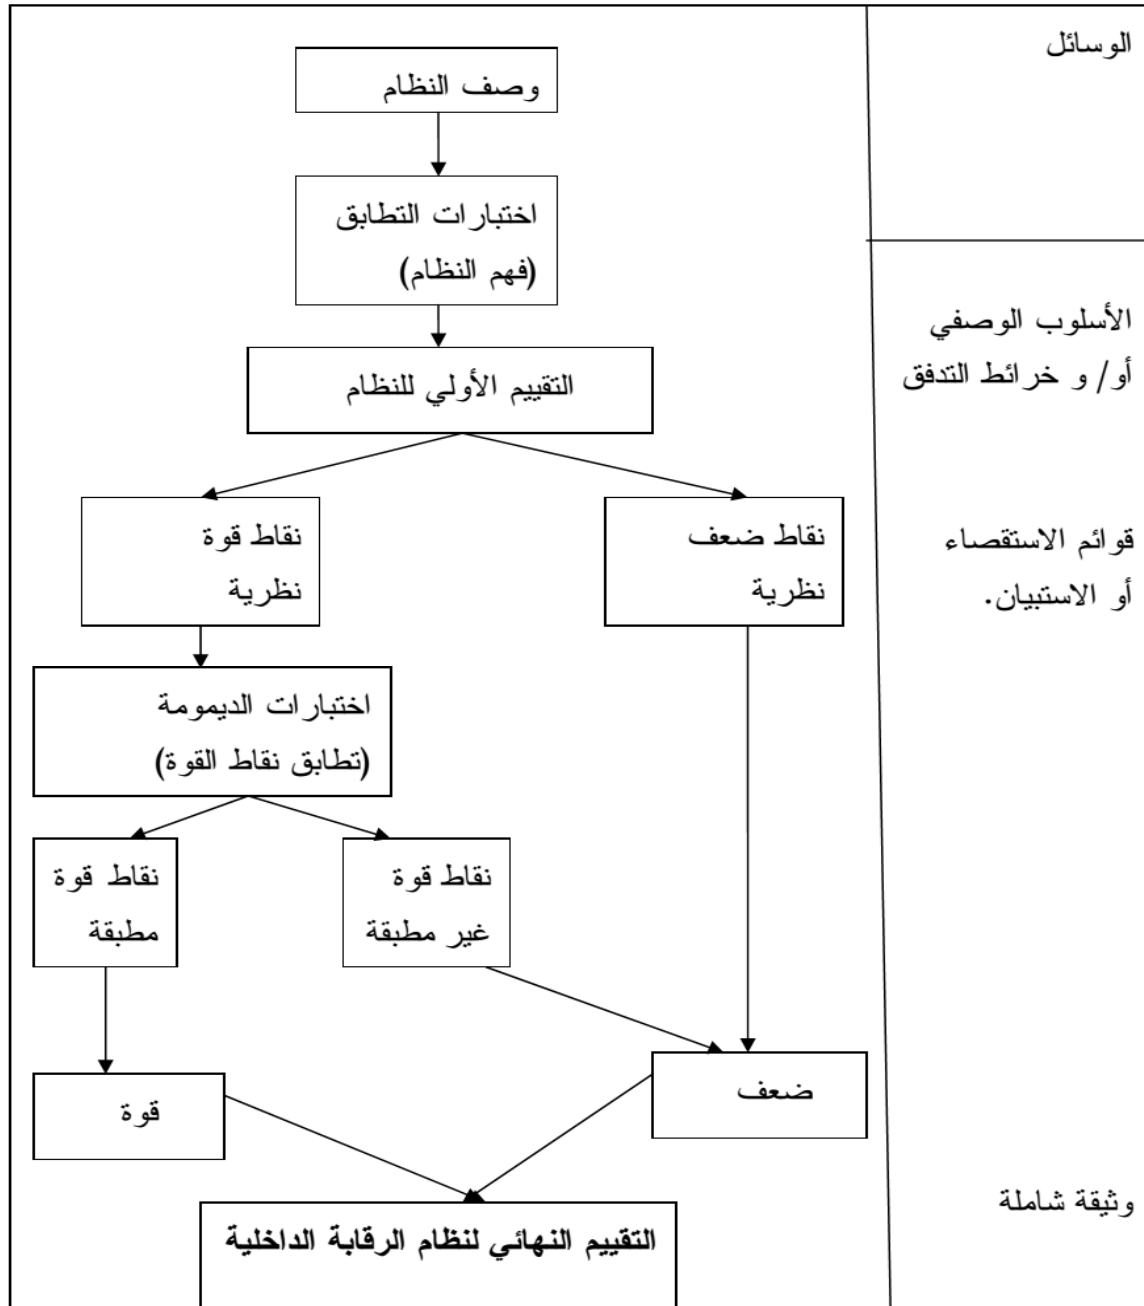 الوسائل
وصف النظام
اختبارات التطابق
(فهم النظام)
الأسلوب الوصفي
أو/ و خرائط التدفق
التقييم الأولي للنظام
نقاط ضعف
نظرية
نقاط قوة
نظرية
قوائم الاستقصاء
أو الاستبيان.
اختبارات الديمومة
(تطابق نقاط القوة)
نقاط قوة
غير مطبقة
نقاط قوة
مطبقة
ضعف
قوة
وثيقة شاملة
التقييم النهائي لنظام الرقابة الداخلية